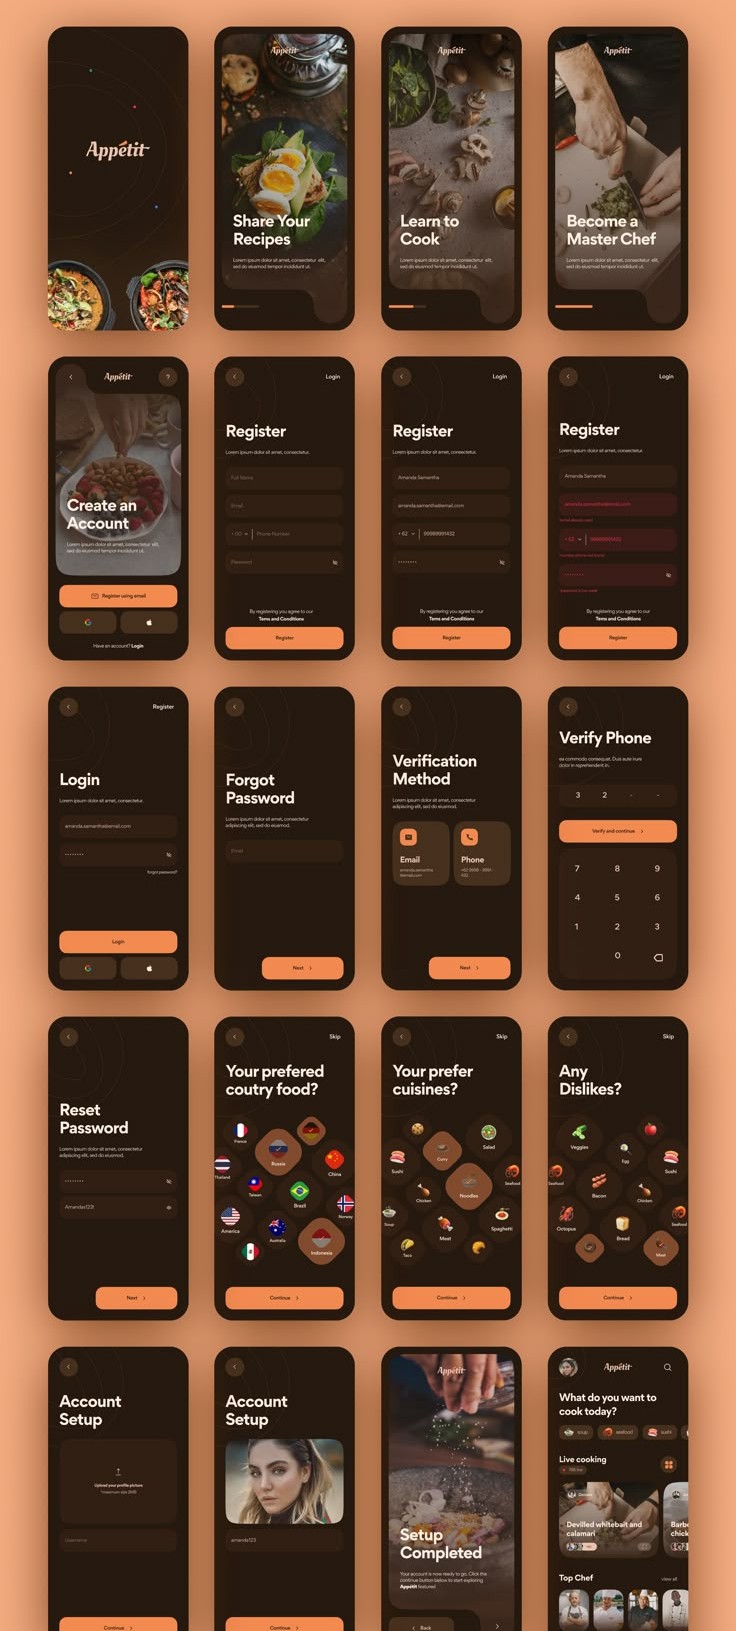 Appétit
Appétit
Share Your
Recipes
Lorem ipsum dolor sit amet, consectetur elit,
sed do eiusmod tempor incididunt ut.
Appétit
Learn to
Cook
Lorem ipsum dolor sit amet, consectetur elit,
sed do eiusmod tempor incididunt ut.
Appétit
Become a
Master Chef
Lorem ipsum dolor sit amet, consectetur elit,
sed do eiusmod tempor incididunt ut.
Appétit
?
Create an
Account
Lorem ipsum dolor sit amet, consectetur elit,
sed do eiusmod tempor incididunt ut.
Register using email
Have an account? Login
Login
Register
Lorem ipsum dolor sit amet, consectetur.
Full Name
Email
+00
Phone Number
Password
By registering you agree to our
Terms and Conditions
Register
Login
Register
Lorem ipsum dolor sit amet, consectetur.
Amanda Samantha
amanda.samantha@email.com
+62
99989991432
By registering you agree to our
Terms and Conditions
Register
Login
Register
Lorem ipsum dolor sit amet, consectetur.
Amanda Samantha
amanda.samantha@email.com
+62
99989991432
By registering you agree to our
Terms and Conditions
Register
Register
Login
Lorem ipsum dolor sit amet, consectetur.
amanda.samantha@email.com
forgot password?
Login
Forgot
Password
Lorem ipsum dolor sit amet, consectetur
adipiscing elit, sed do eiusmod.
Email
Next
Verification
Method
Lorem ipsum dolor sit amet, consectetur
adipiscing elit, sed do eiusmod.
Email
amanda.samantha
@email.com
Phone
Next
Verify Phone
ea commodo consequat. Duis aute irure
dolor in reprehenderit in.
3 2 - -
Verify and continue
7 8 9
4 5 6
1 2 3
0
Reset
Password
Lorem ipsum dolor sit amet, consectetur
adipiscing elit, sed do eiusmod.
Next
Skip
Your prefered
coutry food?
France
Russia
Thailand
China
Taiwan
Brazil
Norway
America
Australia
Indonesia
Continue
Skip
Your prefer
cuisines?
Salad
Curry
Sushi
Seafood
Chicken
Noodles
Soup
Spaghetti
Meat
Taco
Continue
Skip
Any
Dislikes?
Veggies
Egg
Sushi
Seafood
Bacon
Chicken
Octopus
Seafood
Bread
Meat
Continue
Account
Setup
Upload your profile picture
*maximum size 2MB
Username
Continue
Account
Setup
amanda123
Continue
Appétit
Setup
Completed
Your account is now ready to go. Click the
continue button below to start exploring
Appétit features!
Back
Appétit
What do you want to
cook today?
soup
seafood
sushi
Live cooking
Devilled whitebait and
calamari
Barbe
chick
Top Chef
view all